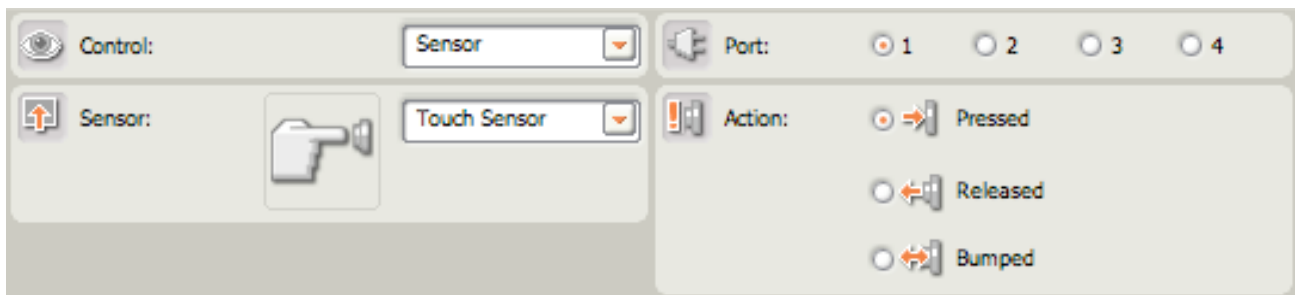 Control: Sensor Port: 1 2 3 4
Sensor: Touch Sensor Action: Pressed
Released
Bumped